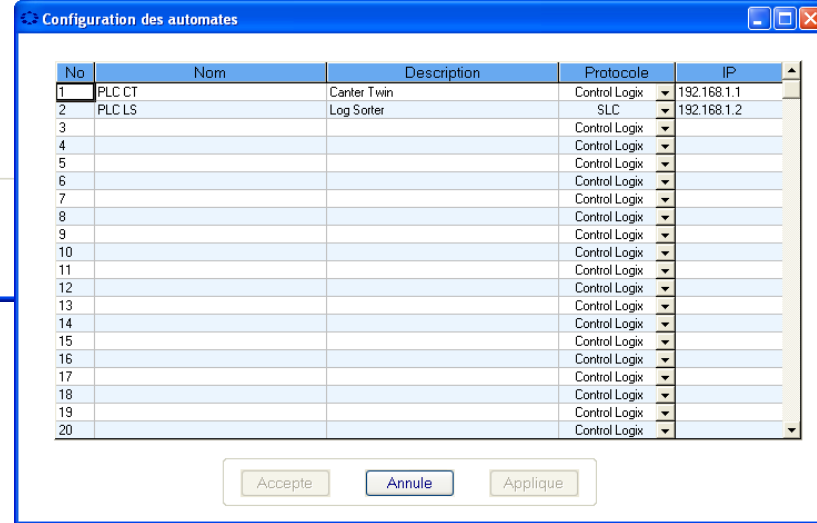 Configuration des automates
No Nom Description Protocole IP
1 PLC CT Canter Twin Control Logix 192.168.1.1
2 PLC LS Log Sorter SLC 192.168.1.2
3 Control Logix
4 Control Logix
5 Control Logix
6 Control Logix
7 Control Logix
8 Control Logix
9 Control Logix
10 Control Logix
11 Control Logix
12 Control Logix
13 Control Logix
14 Control Logix
15 Control Logix
16 Control Logix
17 Control Logix
18 Control Logix
19 Control Logix
20 Control Logix
Accepte Annule Applique